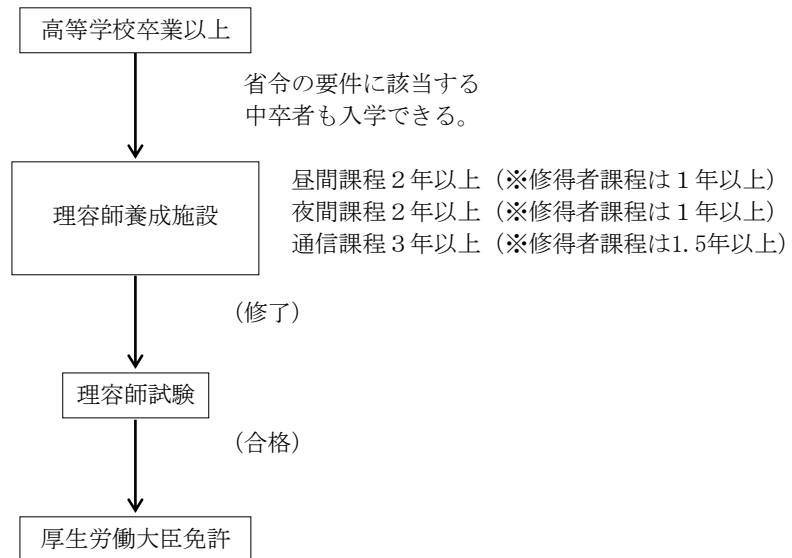 高等学校卒業以上
省令の要件に該当する
中卒者も入学できる。
理容師養成施設
昼間課程２年以上（※修得者課程は１年以上）
夜間課程２年以上（※修得者課程は１年以上）
通信課程３年以上（※修得者課程は1.5年以上）
（修了）
理容師試験
（合格）
厚生労働大臣免許